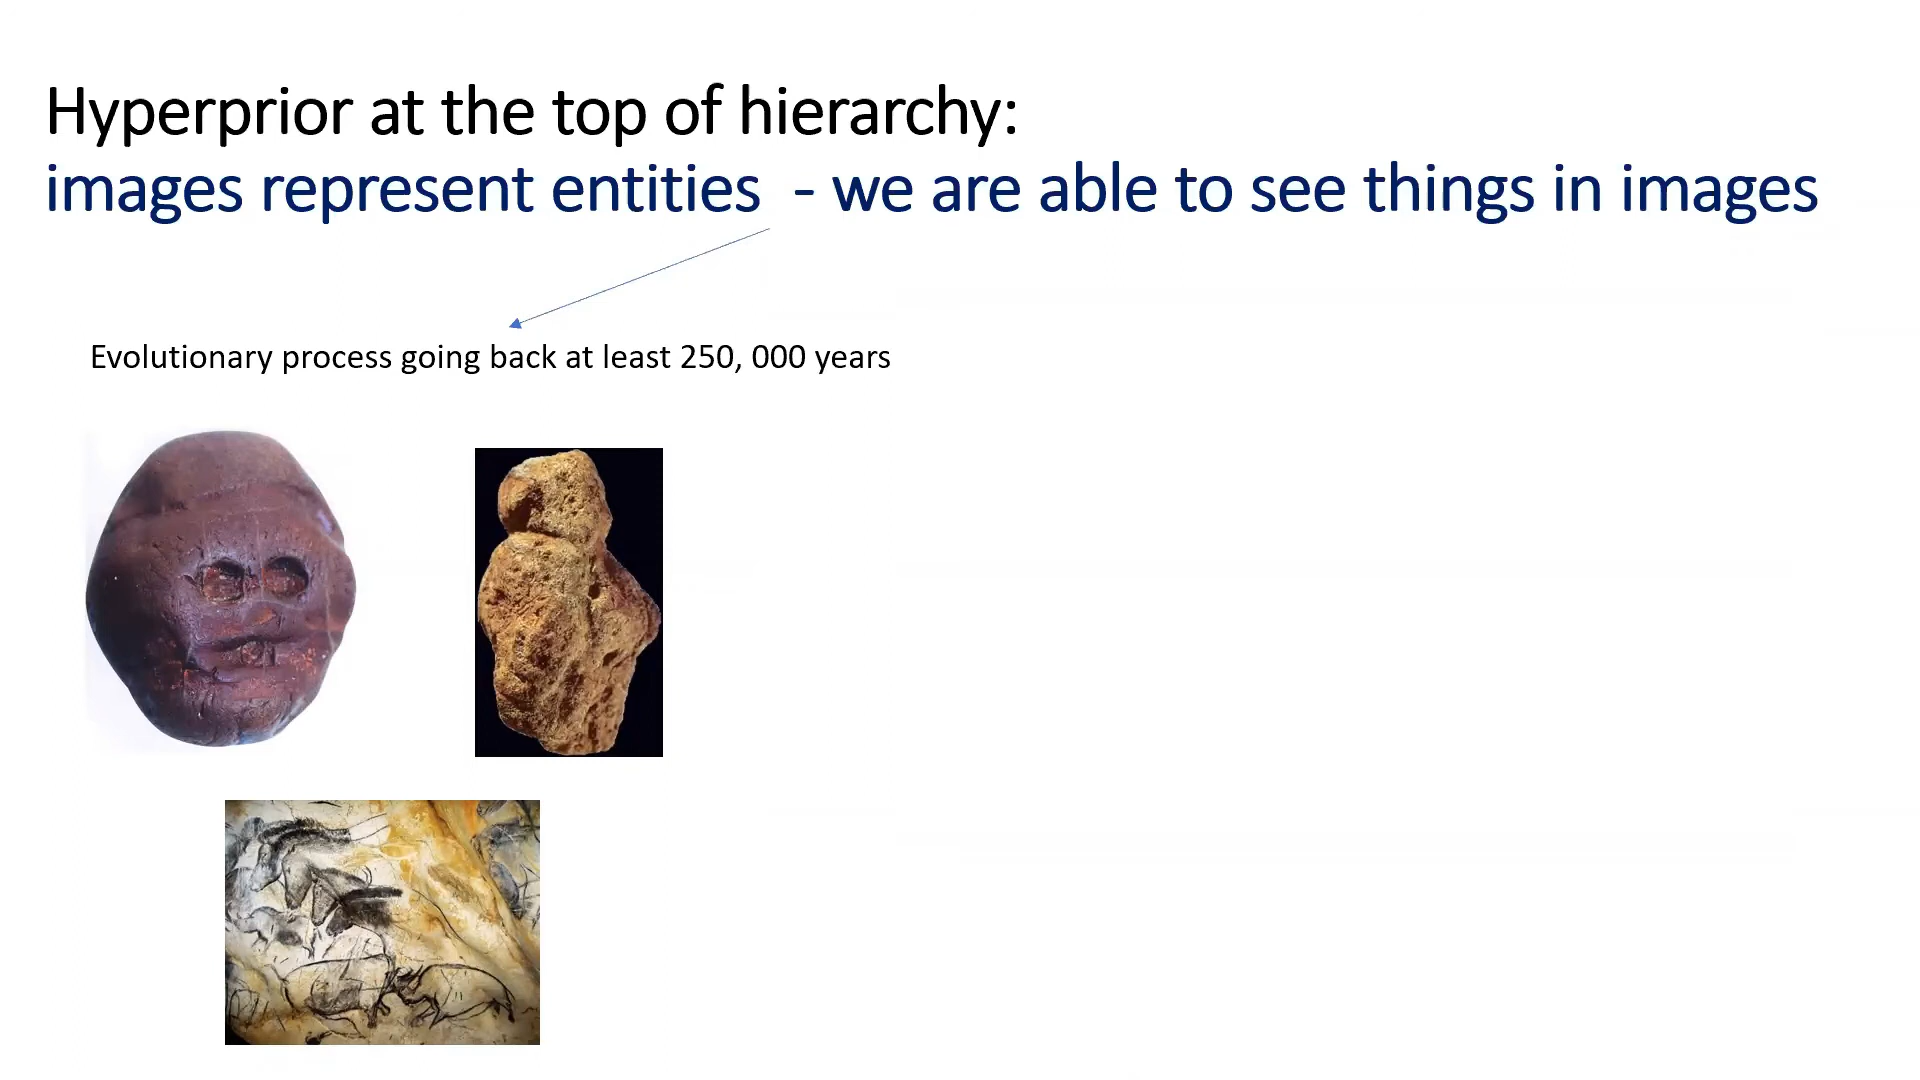 Hyperprior at the top of hierarchy:
images represent entities  - we are able to see things in images
Evolutionary process going back at least 250, 000 years